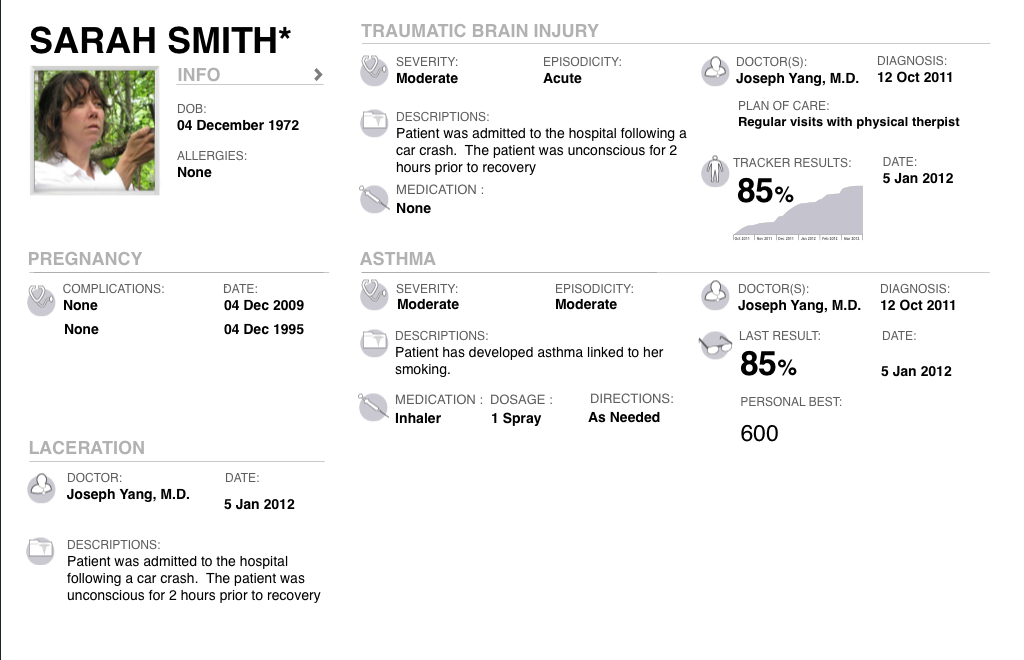 SARAH SMITH*
INFO
DOB:
04 December 1972
ALLERGIES:
None
TRAUMATIC BRAIN INJURY
SEVERITY: EPISODICITY:
Moderate Acute
DESCRIPTIONS:
Patient was admitted to the hospital following a
car crash. The patient was unconscious for 2
hours prior to recovery
MEDICATION :
None
DOCTOR(S): DIAGNOSIS:
Joseph Yang, M.D. 12 Oct 2011
PLAN OF CARE:
Regular visits with physical therpist
TRACKER RESULTS: DATE:
85% 5 Jan 2012
Oct 2011 Nov 2011 Dec 2011 Jan 2012 Feb 2012 Mar 2012
PREGNANCY
COMPLICATIONS: DATE:
None 04 Dec 2009
None 04 Dec 1995
ASTHMA
SEVERITY: EPISODICITY:
Moderate Moderate
DESCRIPTIONS:
Patient has developed asthma linked to her
smoking.
MEDICATION : DOSAGE : DIRECTIONS:
Inhaler 1 Spray As Needed
DOCTOR(S): DIAGNOSIS:
Joseph Yang, M.D. 12 Oct 2011
LAST RESULT: DATE:
85% 5 Jan 2012
PERSONAL BEST:
600
LACERATION
DOCTOR: DATE:
Joseph Yang, M.D. 5 Jan 2012
DESCRIPTIONS:
Patient was admitted to the hospital
following a car crash. The patient was
unconscious for 2 hours prior to recovery